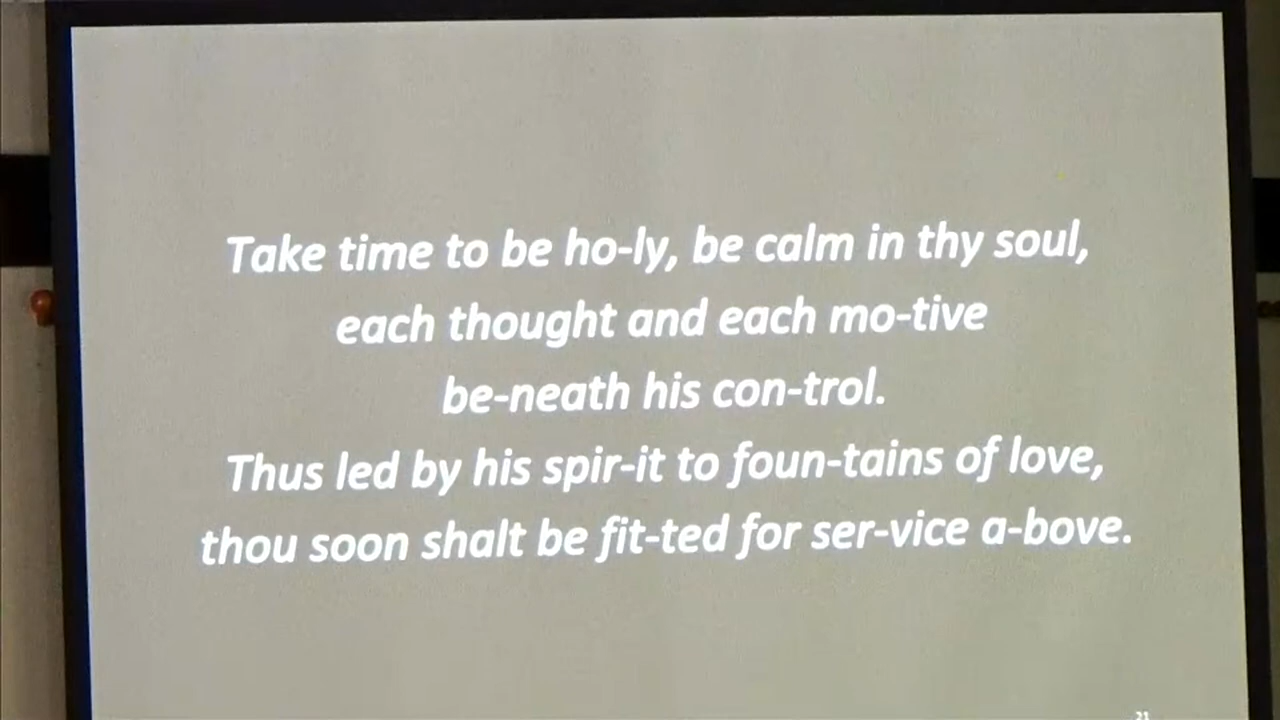 Take time to be ho-ly, be calm in thy soul,
each thought and each mo-tive
be-neath his con-trol.
Thus led by his spir-it to foun-tains of love,
thou soon shalt be fit-ted for ser-vice a-bove.
21